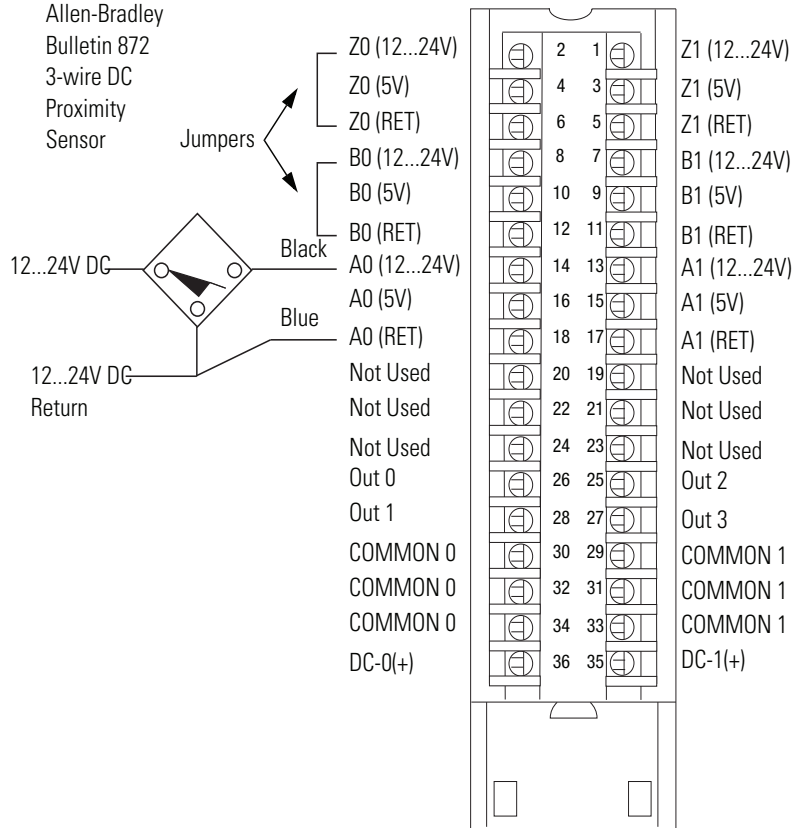 Allen-Bradley
Bulletin 872
3-wire DC
Proximity
Sensor
Jumpers
12...24V DC
Black
Blue
12...24V DC
Return
Z0 (12...24V) 2 1 Z1 (12...24V)
Z0 (5V) 4 3 Z1 (5V)
Z0 (RET) 6 5 Z1 (RET)
B0 (12...24V) 8 7 B1 (12...24V)
B0 (5V) 10 9 B1 (5V)
B0 (RET) 12 11 B1 (RET)
A0 (12...24V) 14 13 A1 (12...24V)
A0 (5V) 16 15 A1 (5V)
A0 (RET) 18 17 A1 (RET)
Not Used 20 19 Not Used
Not Used 22 21 Not Used
Not Used 24 23 Not Used
Out 0 26 25 Out 2
Out 1 28 27 Out 3
COMMON 0 30 29 COMMON 1
COMMON 0 32 31 COMMON 1
COMMON 0 34 33 COMMON 1
DC-0(+) 36 35 DC-1(+)